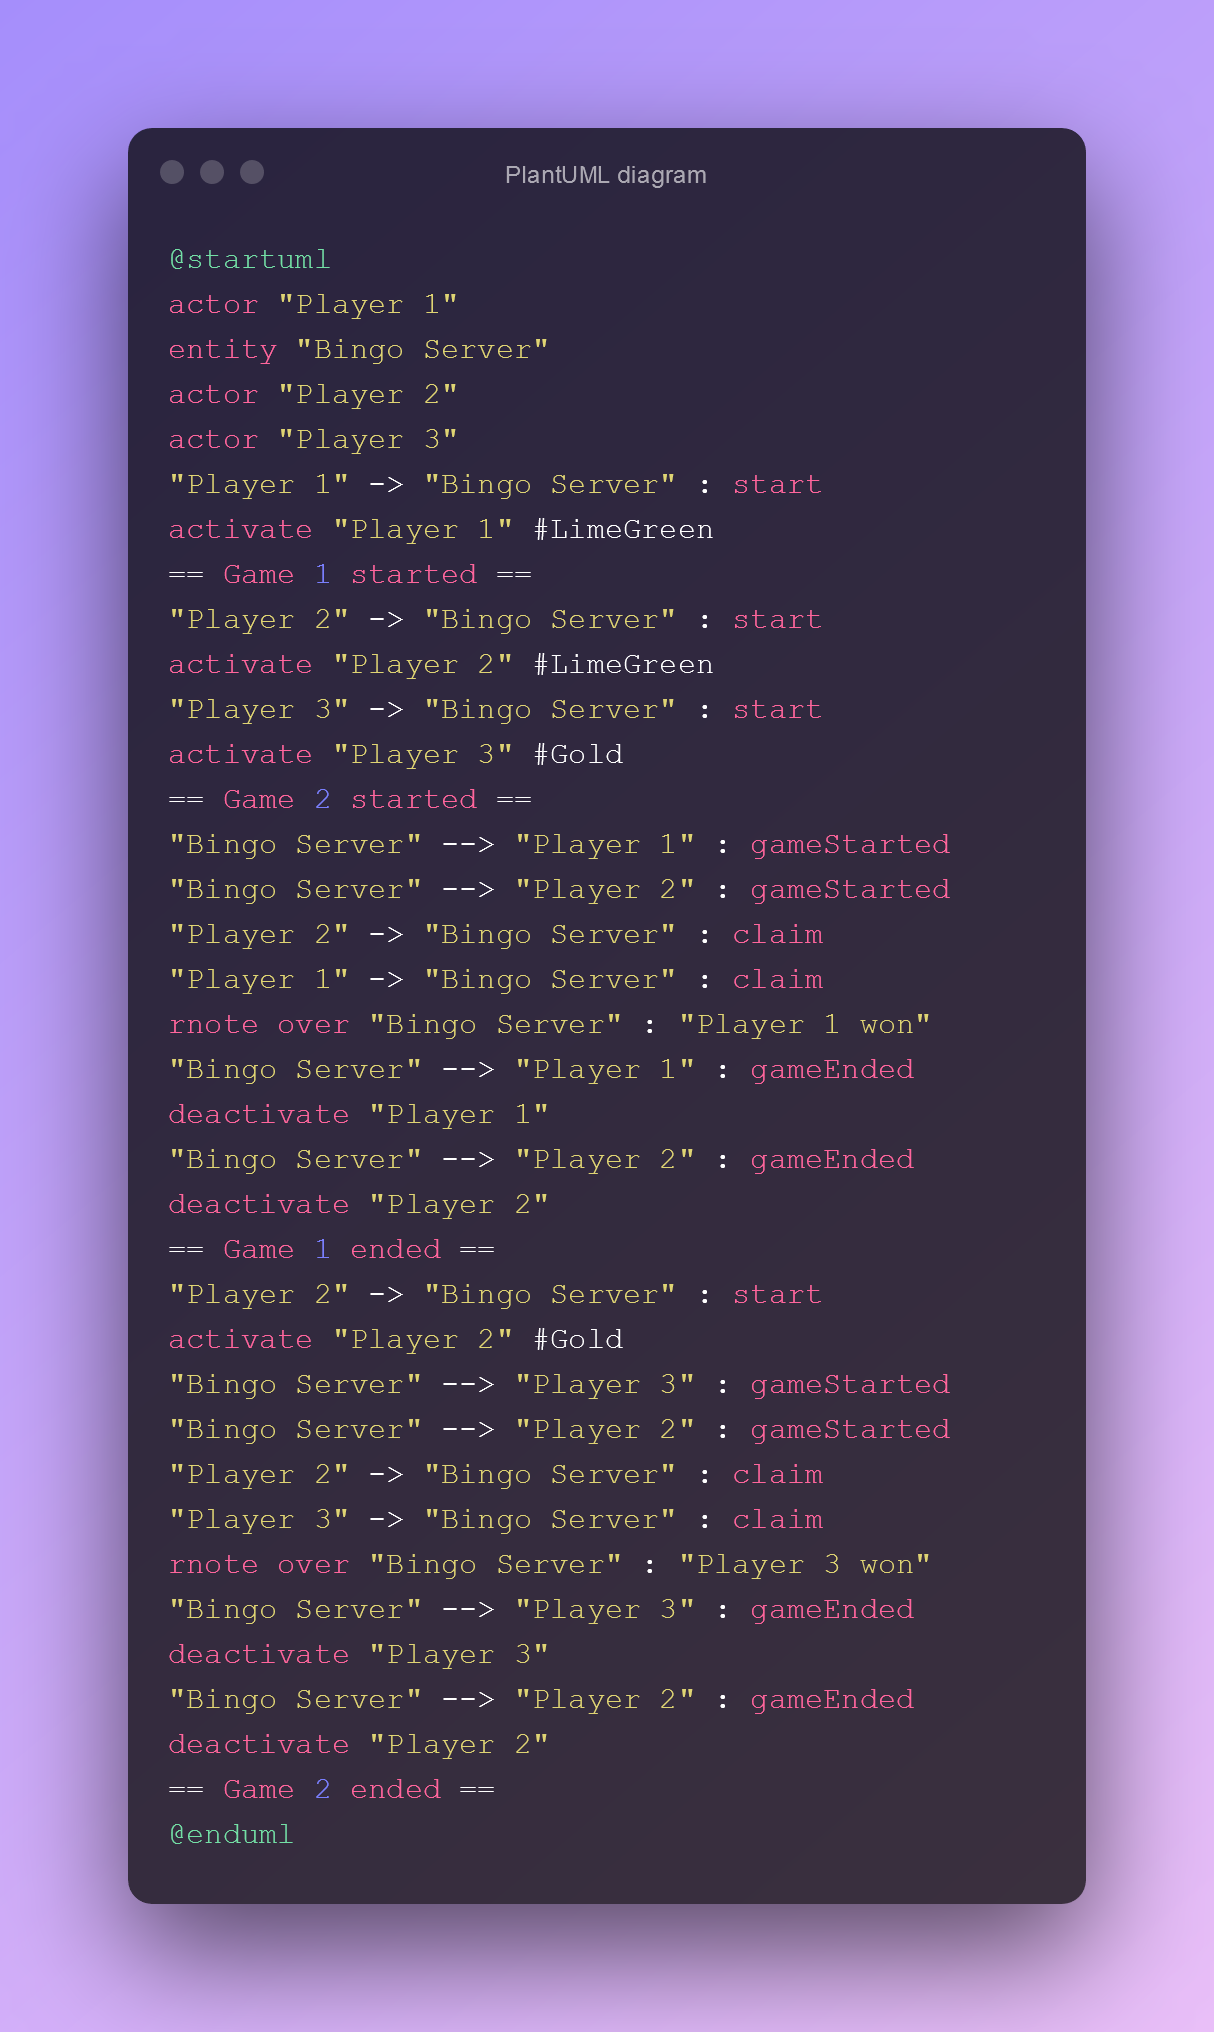 PlantUML diagram
@startuml
actor "Player 1"
entity "Bingo Server"
actor "Player 2"
actor "Player 3"
"Player 1" -> "Bingo Server" : start
activate "Player 1" #LimeGreen
== Game 1 started ==
"Player 2" -> "Bingo Server" : start
activate "Player 2" #LimeGreen
"Player 3" -> "Bingo Server" : start
activate "Player 3" #Gold
== Game 2 started ==
"Bingo Server" --> "Player 1" : gameStarted
"Bingo Server" --> "Player 2" : gameStarted
"Player 2" -> "Bingo Server" : claim
"Player 1" -> "Bingo Server" : claim
rnote over "Bingo Server" : "Player 1 won"
"Bingo Server" --> "Player 1" : gameEnded
deactivate "Player 1"
"Bingo Server" --> "Player 2" : gameEnded
deactivate "Player 2"
== Game 1 ended ==
"Player 2" -> "Bingo Server" : start
activate "Player 2" #Gold
"Bingo Server" --> "Player 3" : gameStarted
"Bingo Server" --> "Player 2" : gameStarted
"Player 2" -> "Bingo Server" : claim
"Player 3" -> "Bingo Server" : claim
rnote over "Bingo Server" : "Player 3 won"
"Bingo Server" --> "Player 3" : gameEnded
deactivate "Player 3"
"Bingo Server" --> "Player 2" : gameEnded
deactivate "Player 2"
== Game 2 ended ==
@enduml